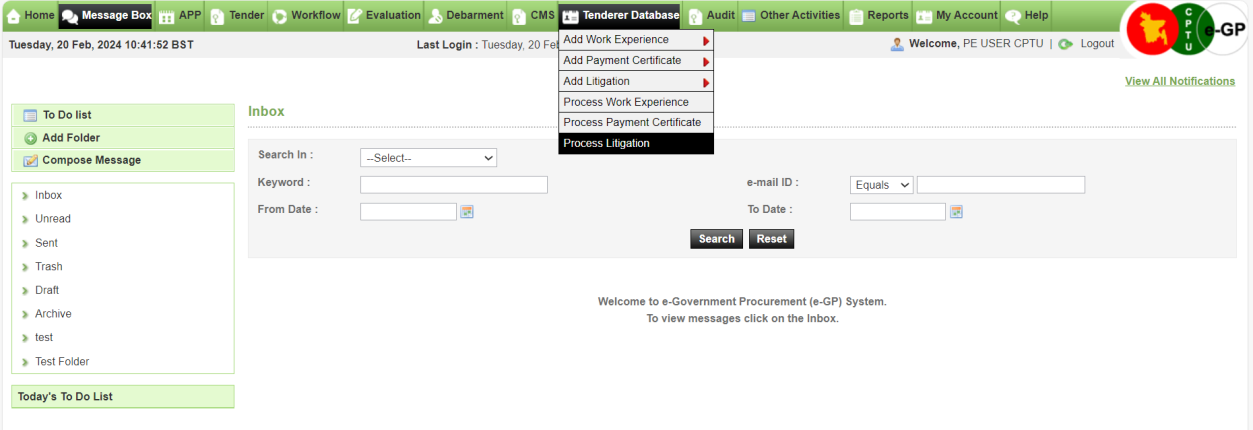 Home Message Box APP Tender Workflow Evaluation Debarment CMS Tenderer Database Audit Other Activities Reports My Account Help
Tuesday, 20 Feb, 2024 10:41:52 BST
Last Login : Tuesday, 20 Fe
Welcome, PE USER CPTU | Logout
CPTU
e-GP
Add Work Experience
Add Payment Certificate
Add Litigation
Process Work Experience
Process Payment Certificate
Process Litigation
View All Notifications
To Do list
Add Folder
Compose Message
Inbox
Unread
Sent
Trash
Draft
Archive
test
Test Folder
Today's To Do List
Inbox
Search In : --Select--
Keyword :
e-mail ID : Equals
From Date :
To Date :
Search Reset
Welcome to e-Government Procurement (e-GP) System.
To view messages click on the Inbox.